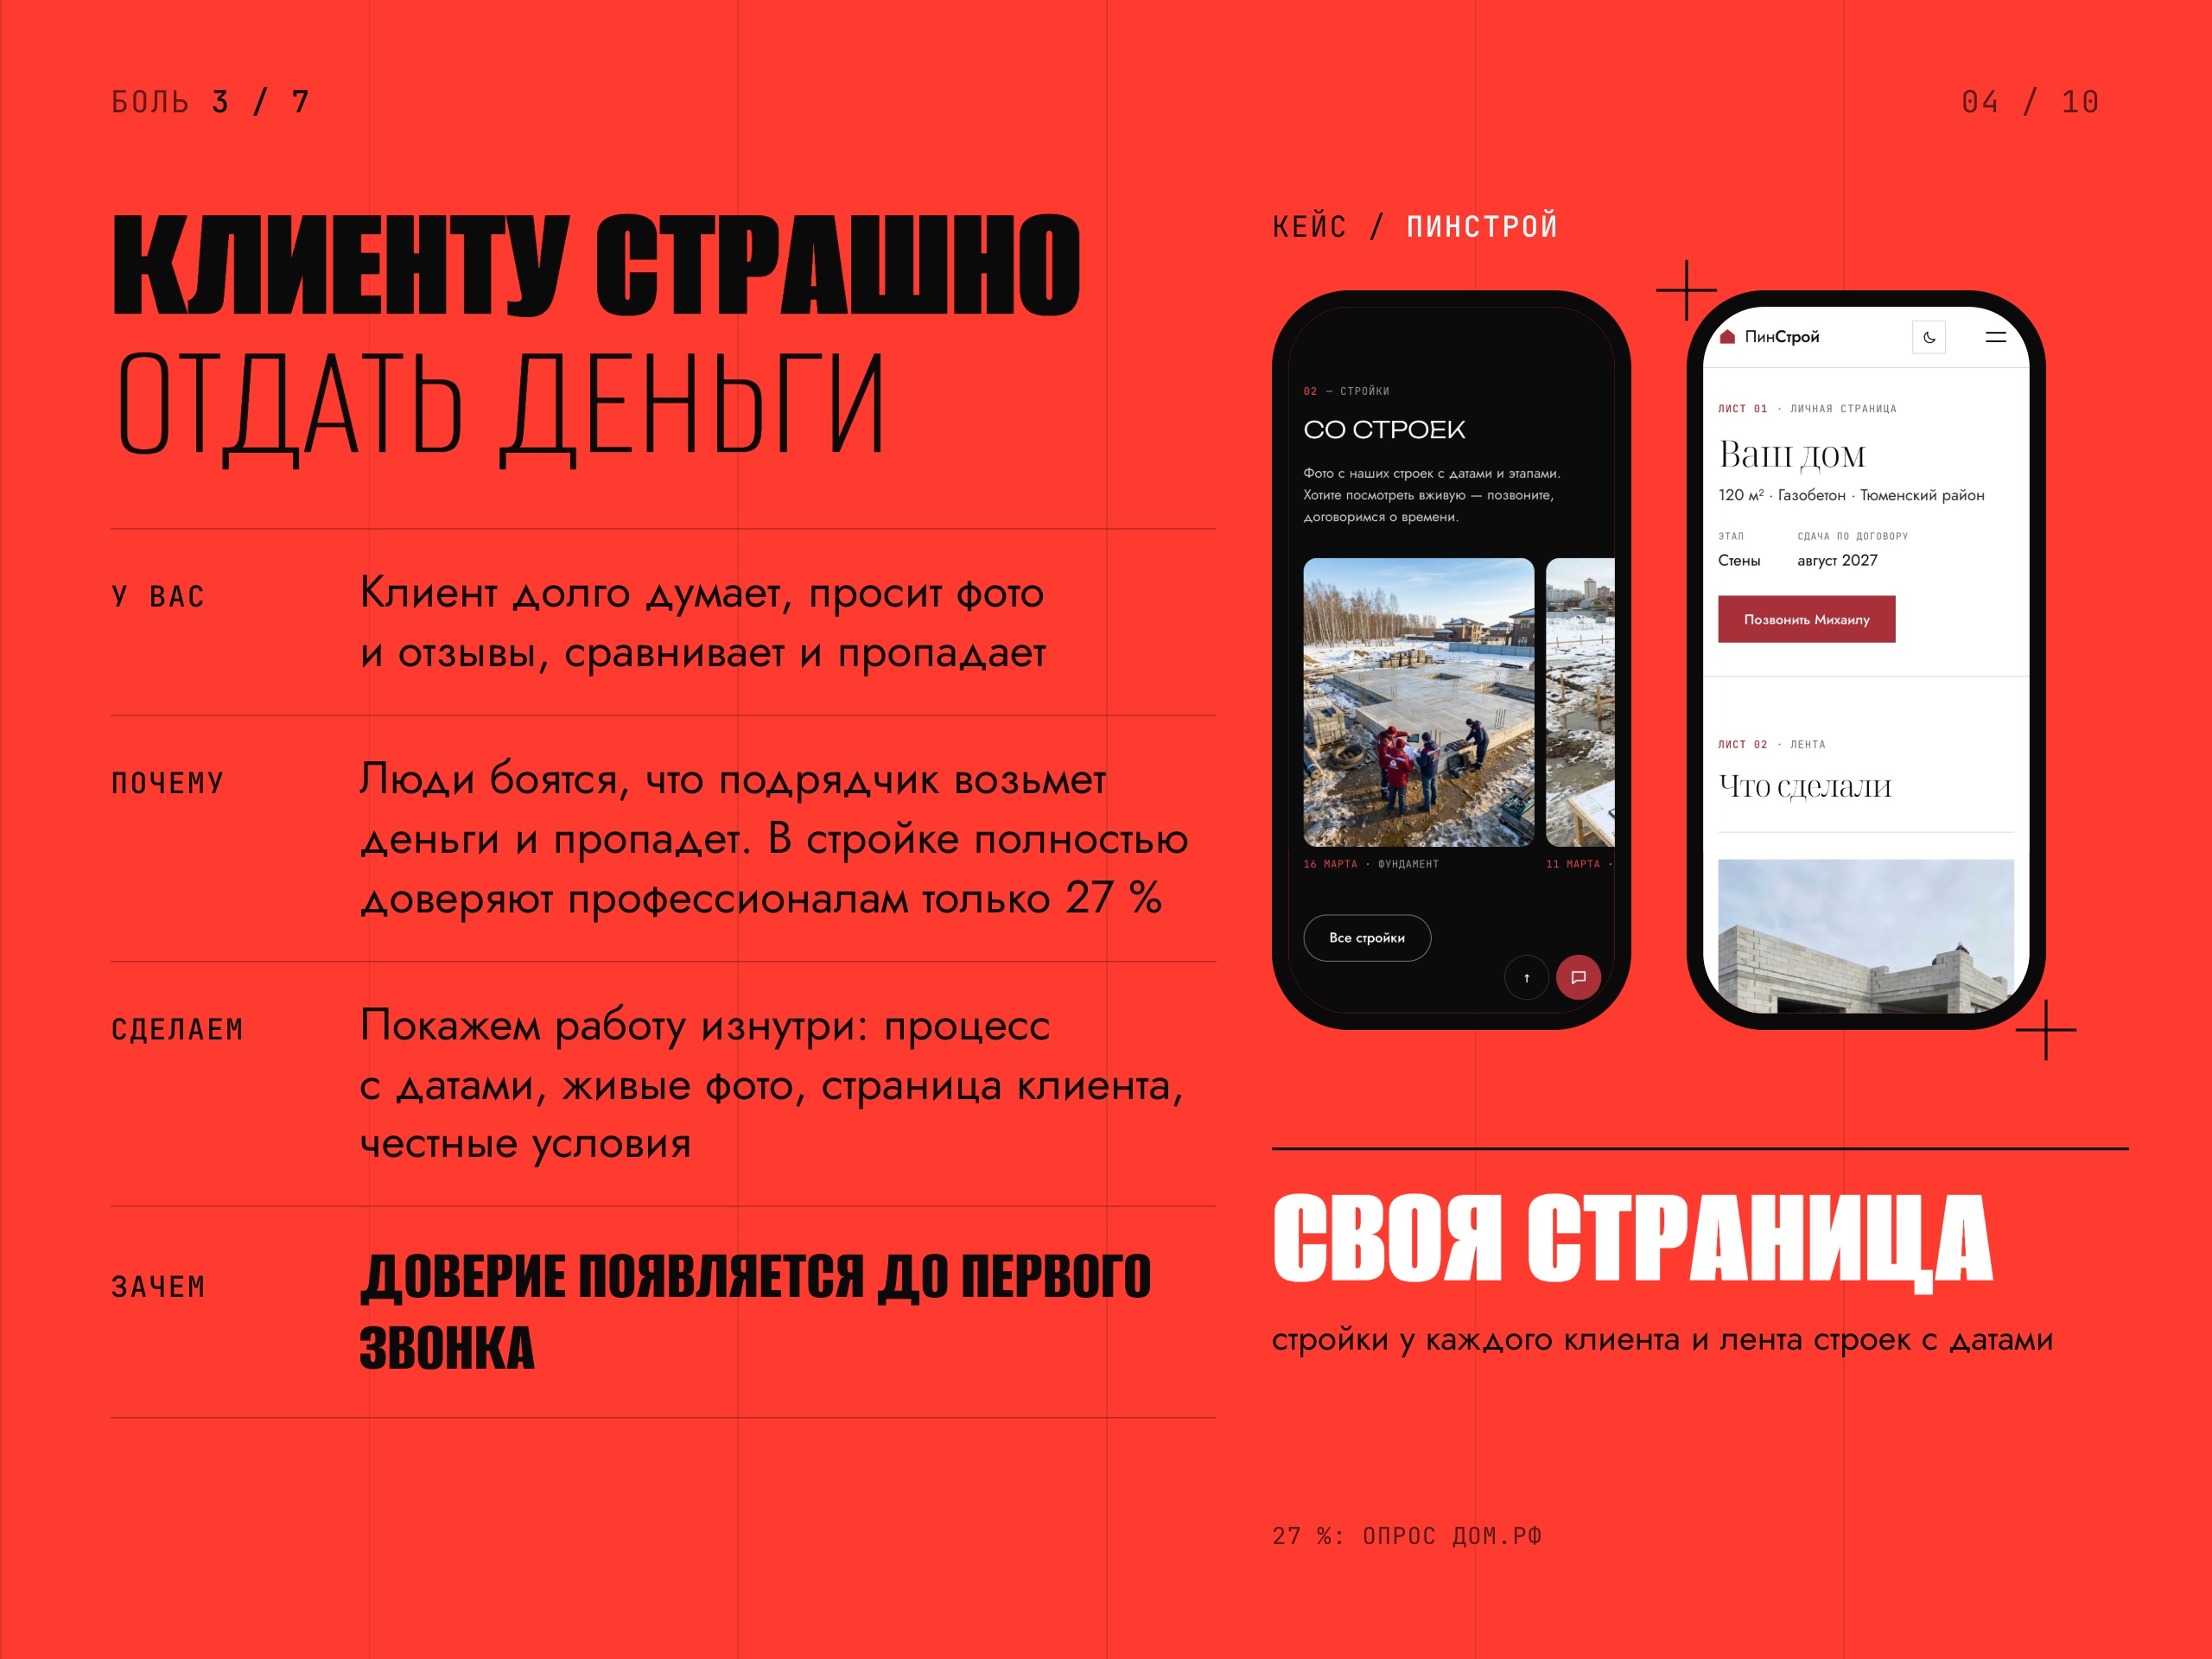 БОЛЬ 3 / 7
04 / 10
КЛИЕНТУ СТРАШНО
ОТДАТЬ ДЕНЬГИ
У ВАС
Клиент долго думает, просит фото
и отзывы, сравнивает и пропадает
ПОЧЕМУ
Люди боятся, что подрядчик возьмет
деньги и пропадет. В стройке полностью
доверяют профессионалам только 27 %
СДЕЛАЕМ
Покажем работу изнутри: процесс
с датами, живые фото, страница клиента,
честные условия
ЗАЧЕМ
ДОВЕРИЕ ПОЯВЛЯЕТСЯ ДО ПЕРВОГО
ЗВОНКА
КЕЙС / ПИНСТРОЙ
02 — СТРОЙКИ
СО СТРОЕК
Фото с наших строек с датами и этапами.
Хотите посмотреть вживую — позвоните,
договоримся о времени.
16 МАРТА · ФУНДАМЕНТ
11 МАРТА ·
Все стройки
↑
ПинСтрой
ЛИСТ 01 · ЛИЧНАЯ СТРАНИЦА
Ваш дом
120 м² · Газобетон · Тюменский район
ЭТАП
СДАЧА ПО ДОГОВОРУ
Стены
август 2027
Позвонить Михаилу
ЛИСТ 02 · ЛЕНТА
Что сделали
СВОЯ СТРАНИЦА
стройки у каждого клиента и лента строек с датами
27 %: ОПРОС ДОМ.РФ